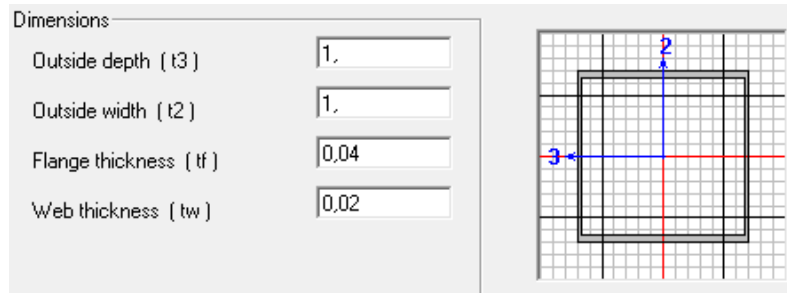 Dimensions
Outside depth ( t3 ) 1,
Outside width ( t2 ) 1,
Flange thickness ( tf ) 0,04
Web thickness ( tw ) 0,02
2
3